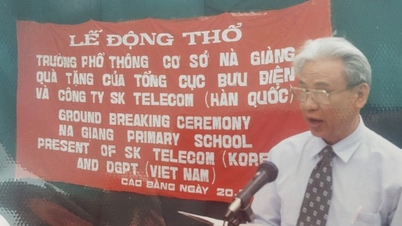 LỄ ĐỘNG THỔ
TRƯỜNG PHỔ THÔNG CƠ SỞ NÀ GIÀNG
QUÀ TẶNG CỦA TỔNG CỤC BƯU ĐIỆN
VÀ CÔNG TY SK TELECOM (HÀN QUỐC)
GROUND BREAKING CEREMONY
NA GIANG PRIMARY SCHOOL
PRESENT OF SK TELECOM (KORE
AND DGPT (VIET NAM)
CAO BẰNG NGÀY 20.